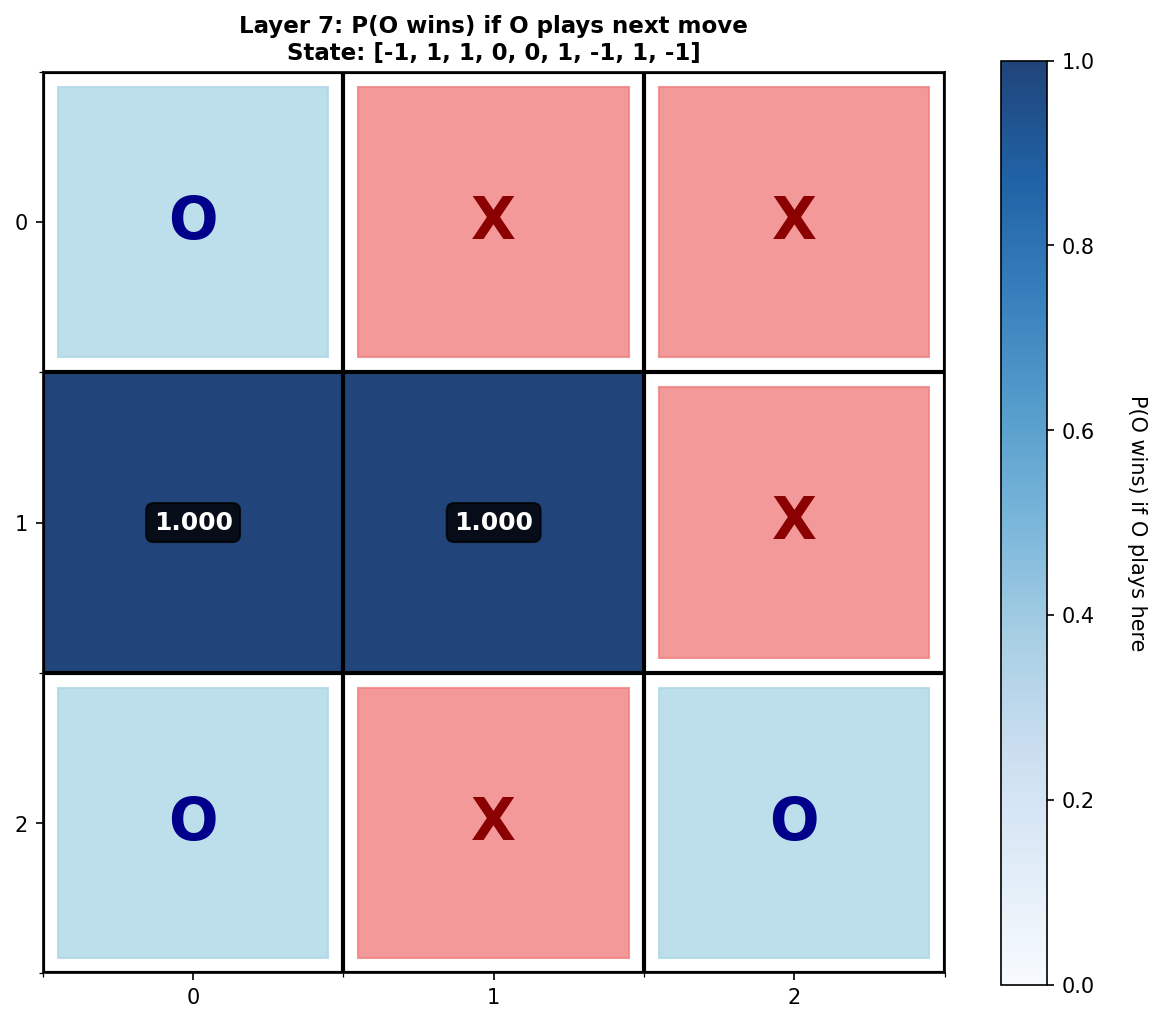 Layer 7: P(O wins) if O plays next move
State: [-1, 1, 1, 0, 0, 1, -1, 1, -1]
0
O
X
X
1
1.000
1.000
X
2
O
X
O
0
1
2
1.0
0.8
0.6
0.4
0.2
0.0
P(O wins) if O plays here